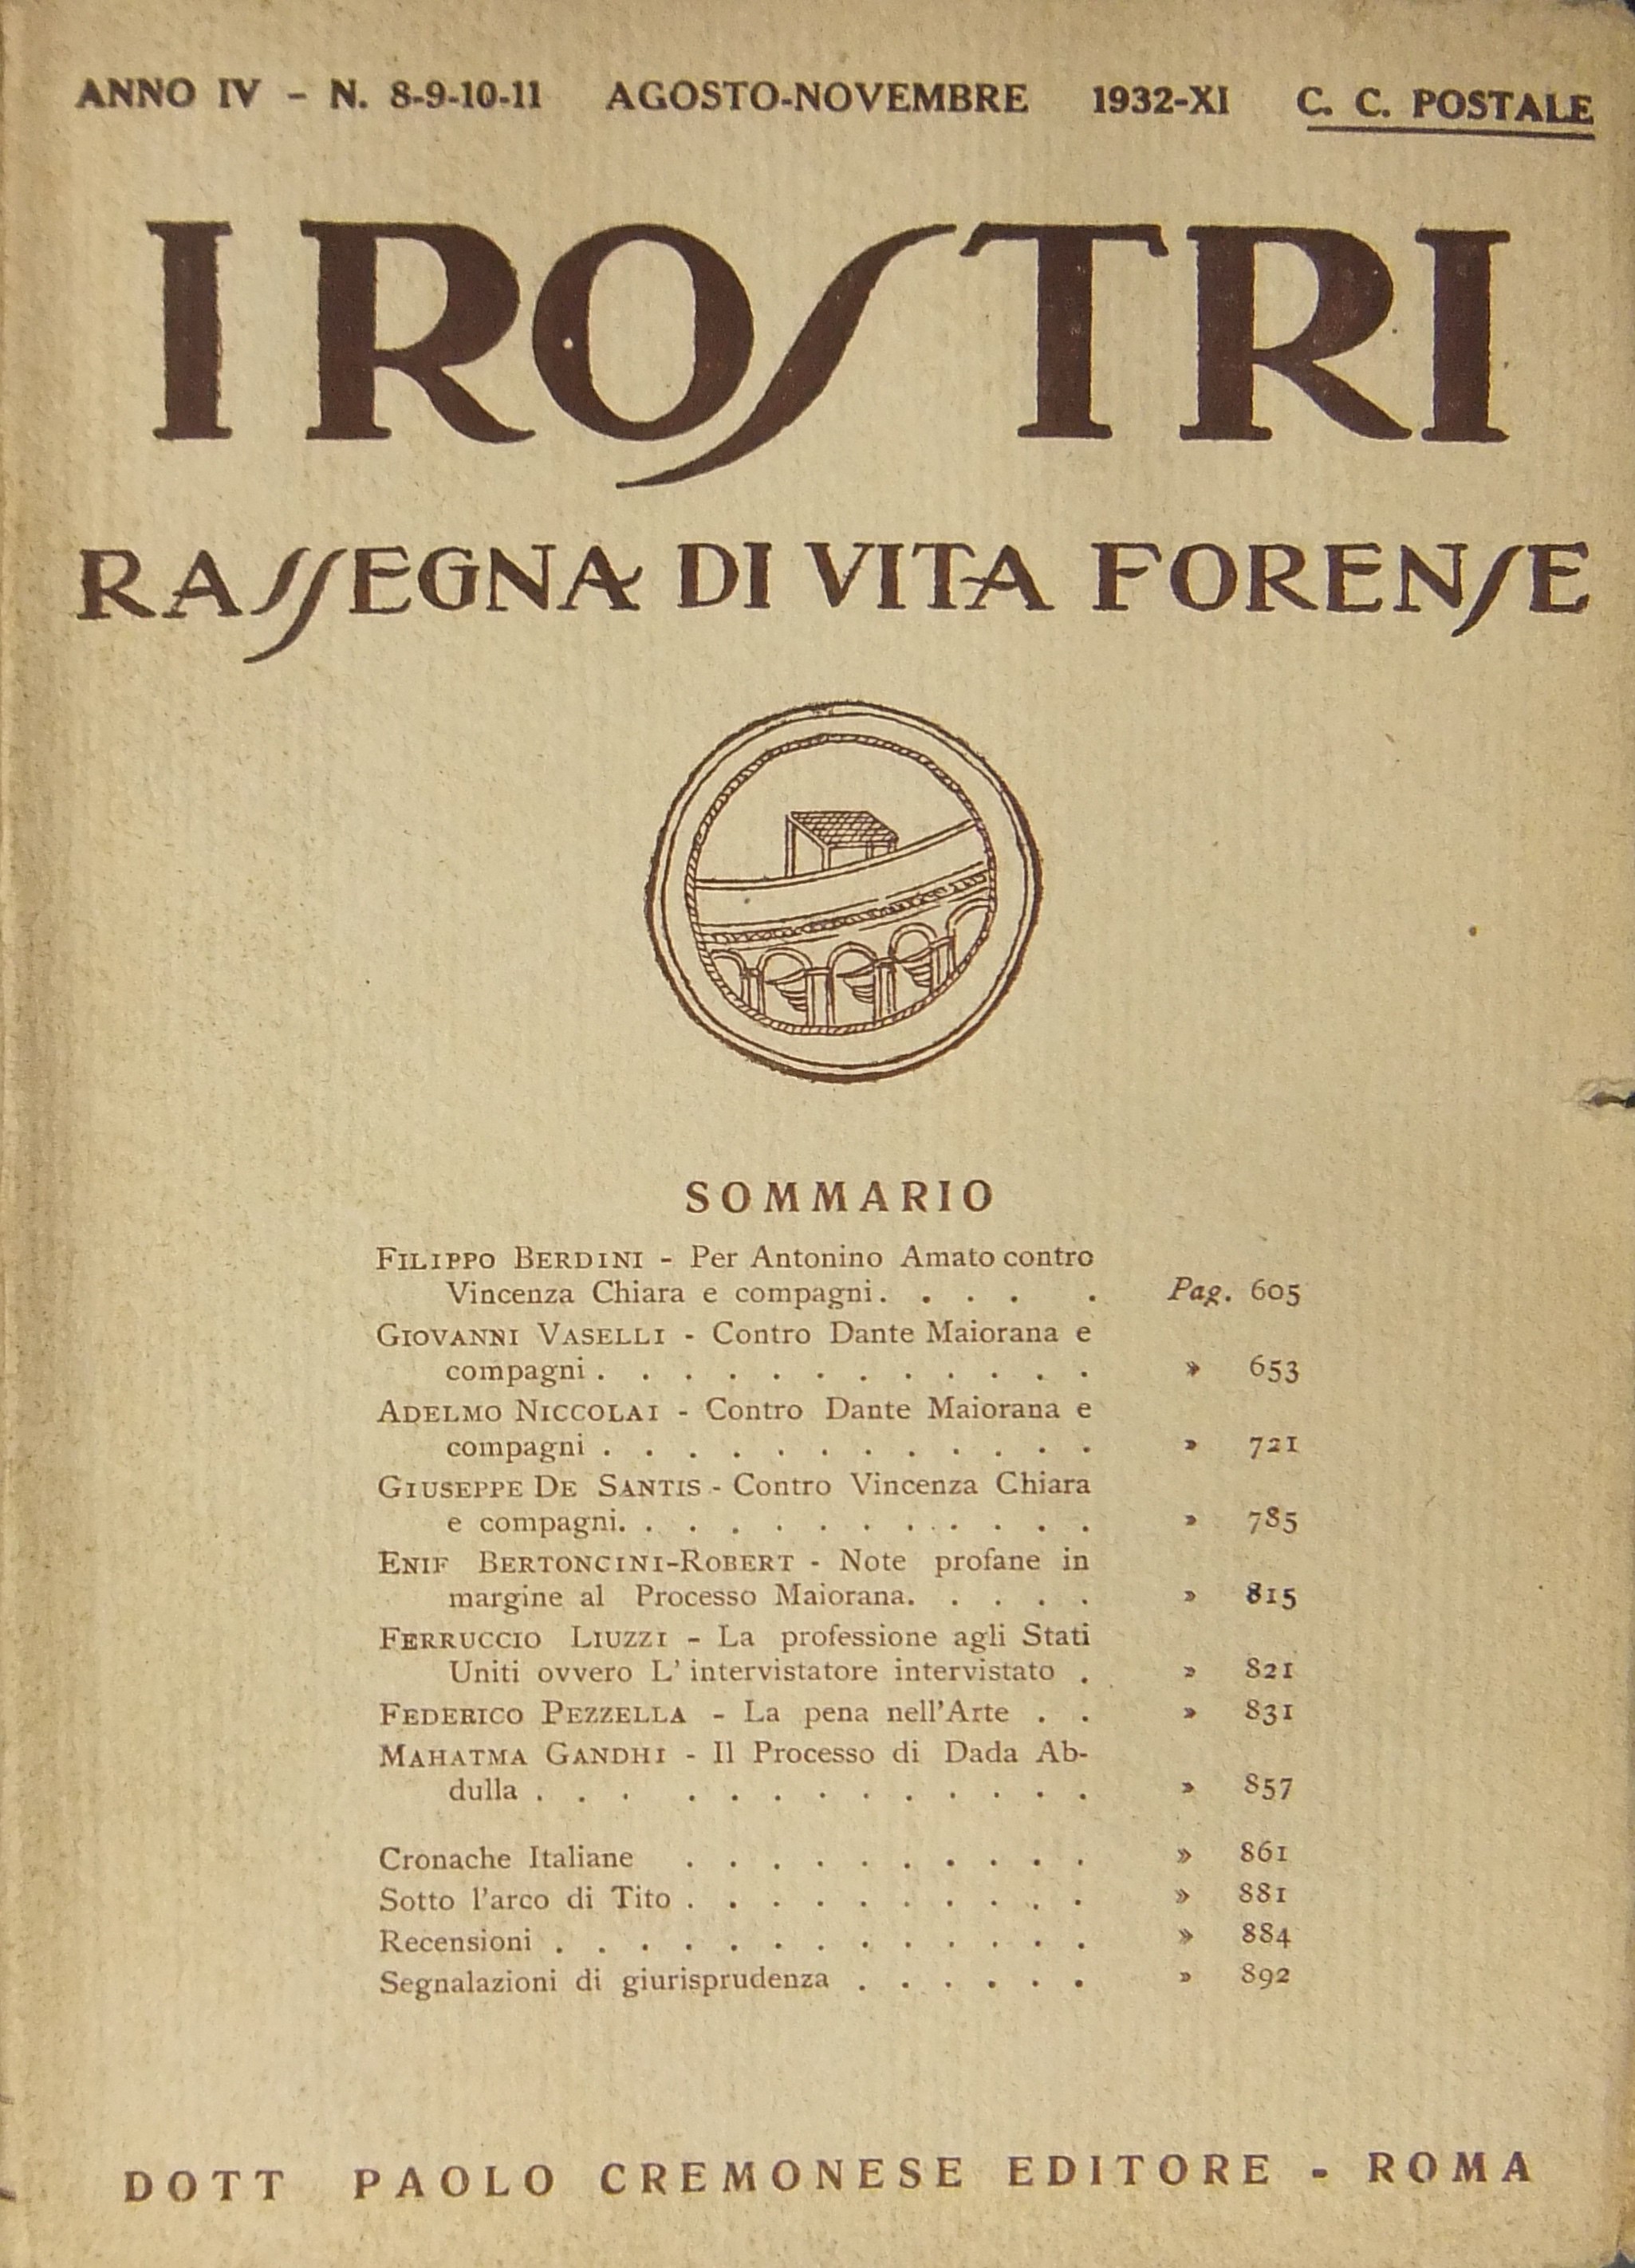 ANNO IV - N. 8-9-10-11 AGOSTO-NOVEMBRE 1932-XI C. C. POSTALE
I ROSTRI
RASSEGNA DI VITA FORENSE
SOMMARIO
FILIPPO BERDINI - Per Antonino Amato contro
Vincenza Chiara e compagni. . . . . Pag. 605
GIOVANNI VASELLI - Contro Dante Maiorana e
compagni . . . . . . . . . . . . » 653
ADELMO NICCOLAI - Contro Dante Maiorana e
compagni . . . . . . . . . . . . » 721
GIUSEPPE DE SANTIS - Contro Vincenza Chiara
e compagni. . . . . . . . . . . . » 785
ENIF BERTONCINI-ROBERT - Note profane in
margine al Processo Maiorana. . . . . » 815
FERRUCCIO LIUZZI - La professione agli Stati
Uniti ovvero L' intervistatore intervistato . » 821
FEDERICO PEZZELLA - La pena nell'Arte . . » 831
MAHATMA GANDHI - Il Processo di Dada Ab-
dulla . . . . . . . . . . . . . » 857
Cronache Italiane . . . . . . . . . . » 861
Sotto l'arco di Tito . . . . . . . . . . » 881
Recensioni . . . . . . . . . . . . . » 884
Segnalazioni di giurisprudenza . . . . . . » 892
DOTT PAOLO CREMONESE EDITORE - ROMA